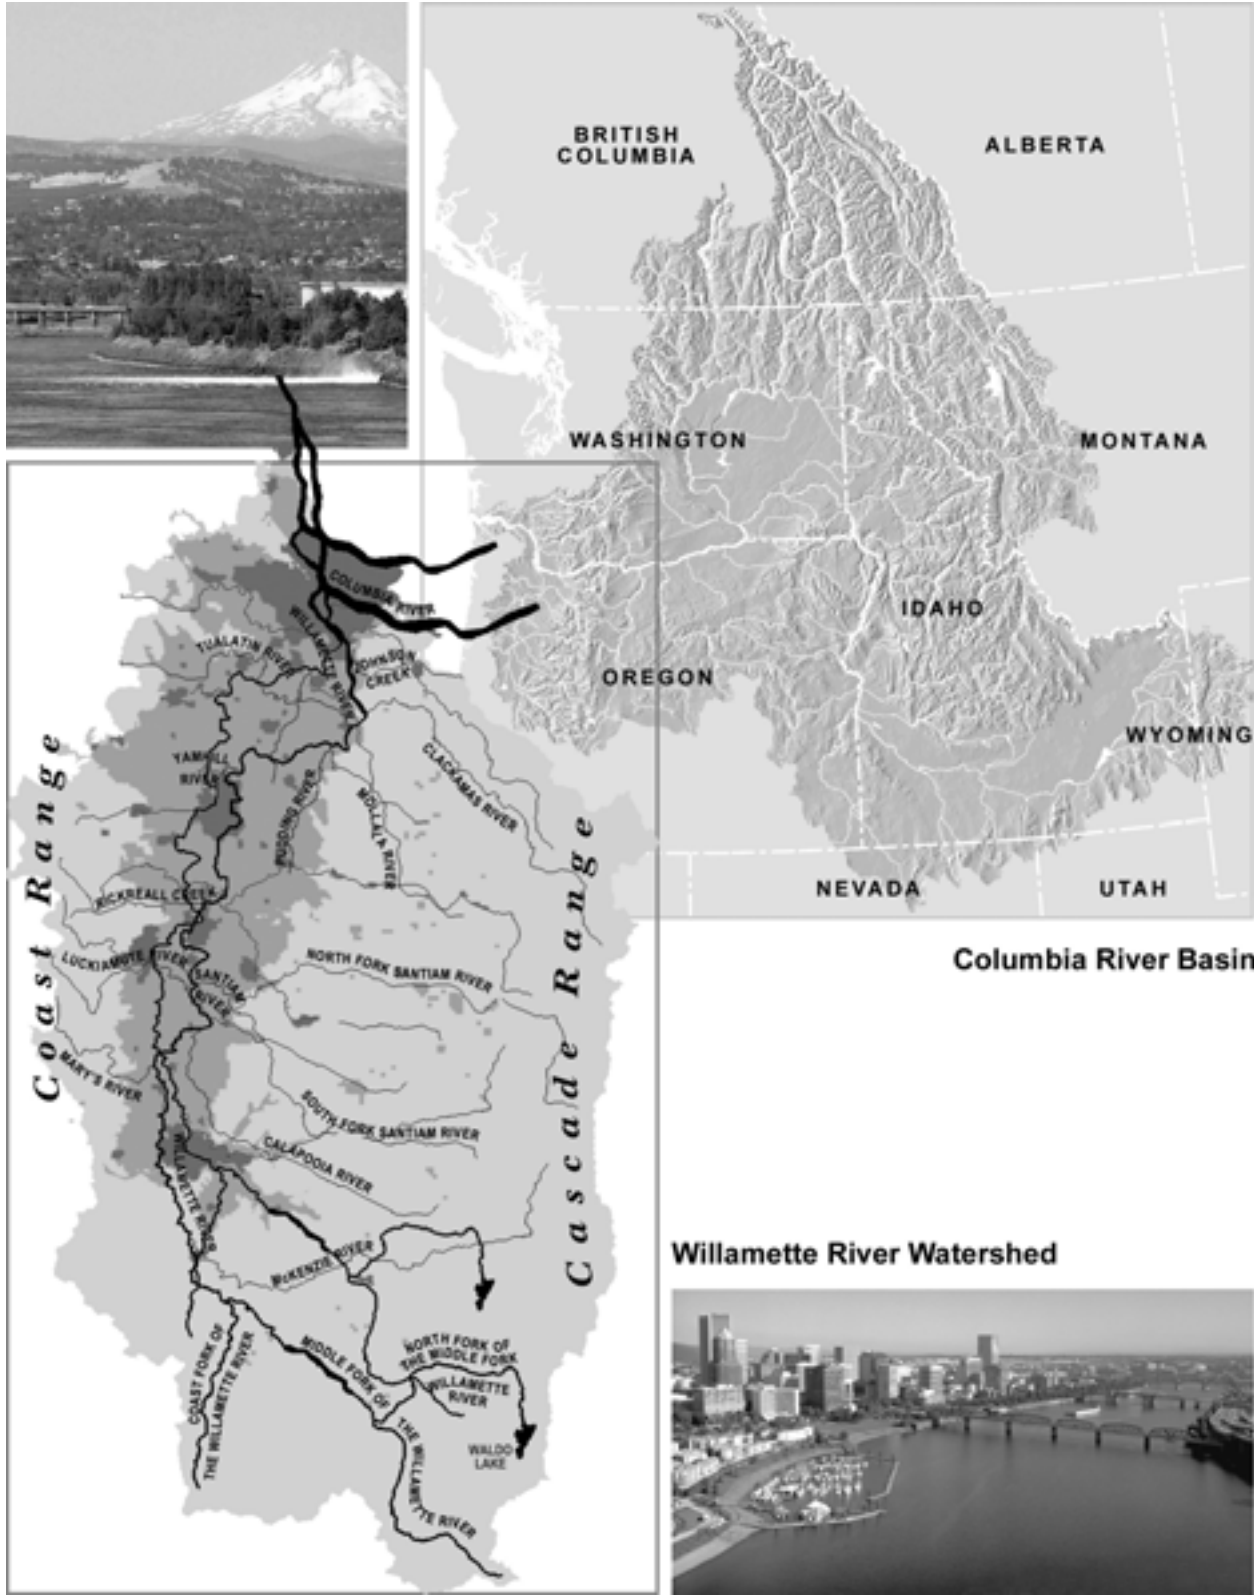 BRITISH
COLUMBIA
ALBERTA
WASHINGTON
MONTANA
IDAHO
OREGON
WYOMING
NEVADA
UTAH
Columbia River Basin
COLUMBIA RIVER
WILLAMETTE RIVER
TUALATIN RIVER
JOHNSON
CREEK
YAMHILL
RIVER
CLACKAMAS RIVER
PUDDING RIVER
MOLLALA RIVER
Coast Range
Cascade Range
RICKREALL CREEK
LUCKIAMUTE RIVER
SANTIAM
RIVER
NORTH FORK SANTIAM RIVER
MARY'S RIVER
SOUTH FORK SANTIAM RIVER
CALAPOOIA RIVER
WILLAMETTE RIVER
McKENZIE RIVER
COAST FORK OF
THE WILLAMETTE RIVER
MIDDLE FORK OF
THE WILLAMETTE RIVER
NORTH FORK OF
THE MIDDLE FORK
WILLAMETTE
RIVER
WALDO
LAKE
Willamette River Watershed